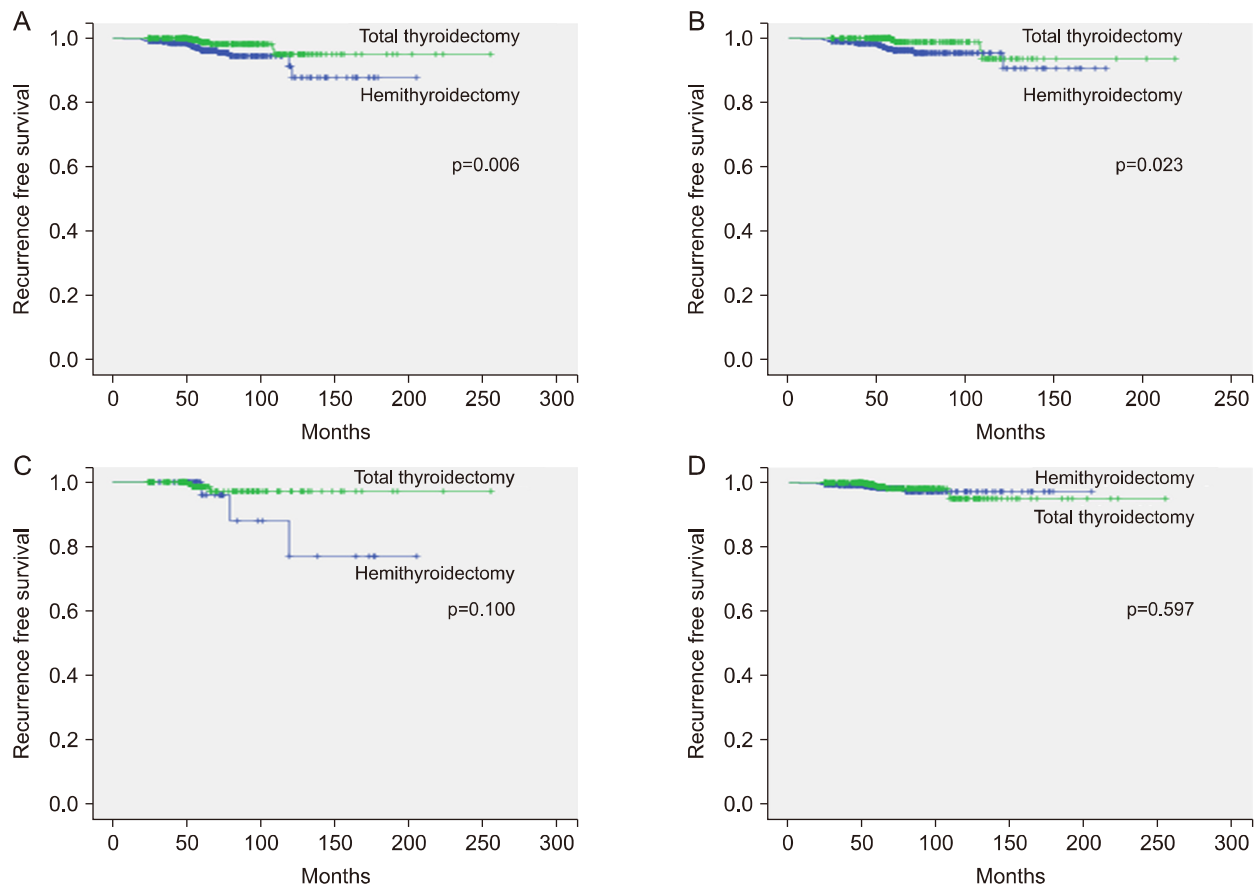 A
Recurrence free survival
1.0
0.8
0.6
0.4
0.2
0.0
Total thyroidectomy
Hemithyroidectomy
p=0.006
0 50 100 150 200 250 300
Months
B
Recurrence free survival
1.0
0.8
0.6
0.4
0.2
0.0
Total thyroidectomy
Hemithyroidectomy
p=0.023
0 50 100 150 200 250
Months
C
Recurrence free survival
1.0
0.8
0.6
0.4
0.2
0.0
Total thyroidectomy
Hemithyroidectomy
p=0.100
0 50 100 150 200 250 300
Months
D
Recurrence free survival
1.0
0.8
0.6
0.4
0.2
0.0
Hemithyroidectomy
Total thyroidectomy
p=0.597
0 50 100 150 200 250 300
Months